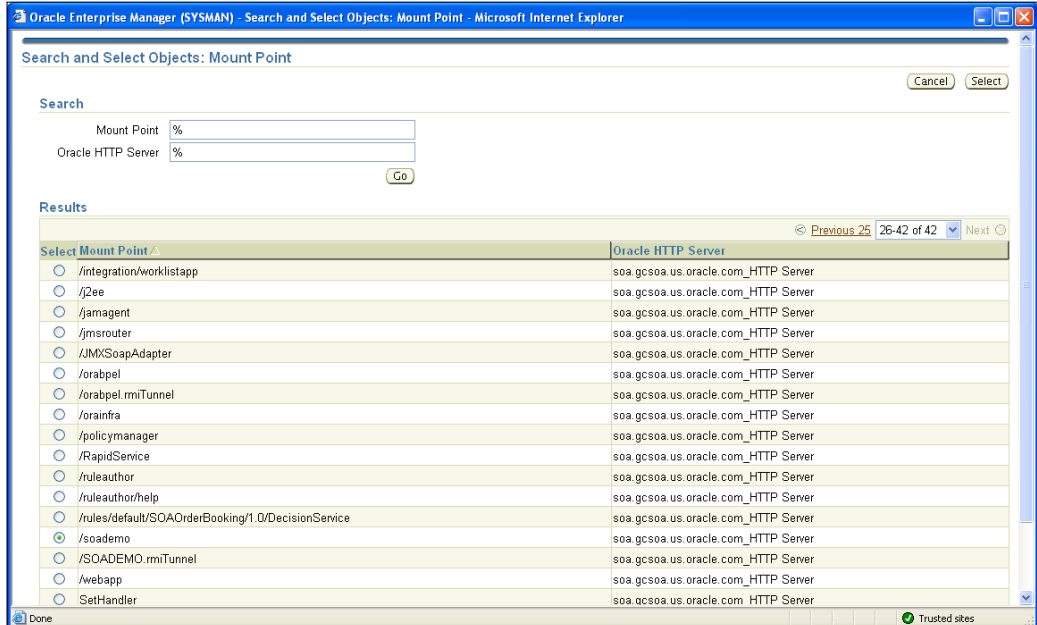 Oracle Enterprise Manager (SYSMAN) - Search and Select Objects: Mount Point - Microsoft Internet Explorer
Search and Select Objects: Mount Point
Cancel Select
Search
Mount Point %
Oracle HTTP Server %
Go
Results
Previous 25 26-42 of 42 Next
Select Mount Point Oracle HTTP Server
/integration/worklistapp soa.gcsoa.us.oracle.com_HTTP Server
/j2ee soa.gcsoa.us.oracle.com_HTTP Server
/jamagent soa.gcsoa.us.oracle.com_HTTP Server
/jmsrouter soa.gcsoa.us.oracle.com_HTTP Server
/JMXSoapAdapter soa.gcsoa.us.oracle.com_HTTP Server
/orabpel soa.gcsoa.us.oracle.com_HTTP Server
/orabpel.rmiTunnel soa.gcsoa.us.oracle.com_HTTP Server
/orainfra soa.gcsoa.us.oracle.com_HTTP Server
/policymanager soa.gcsoa.us.oracle.com_HTTP Server
/RapidService soa.gcsoa.us.oracle.com_HTTP Server
/ruleauthor soa.gcsoa.us.oracle.com_HTTP Server
/ruleauthor/help soa.gcsoa.us.oracle.com_HTTP Server
/rules/default/SOAOrderBooking/1.0/DecisionService soa.gcsoa.us.oracle.com_HTTP Server
/soademo soa.gcsoa.us.oracle.com_HTTP Server
/SOADEMO.rmiTunnel soa.gcsoa.us.oracle.com_HTTP Server
/webapp soa.gcsoa.us.oracle.com_HTTP Server
SetHandler soa.gcsoa.us.oracle.com HTTP Server
Done Trusted sites